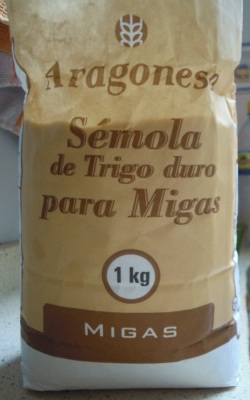 Aragonesa
Sémola
de Trigo duro
para Migas
1 kg
MIGAS